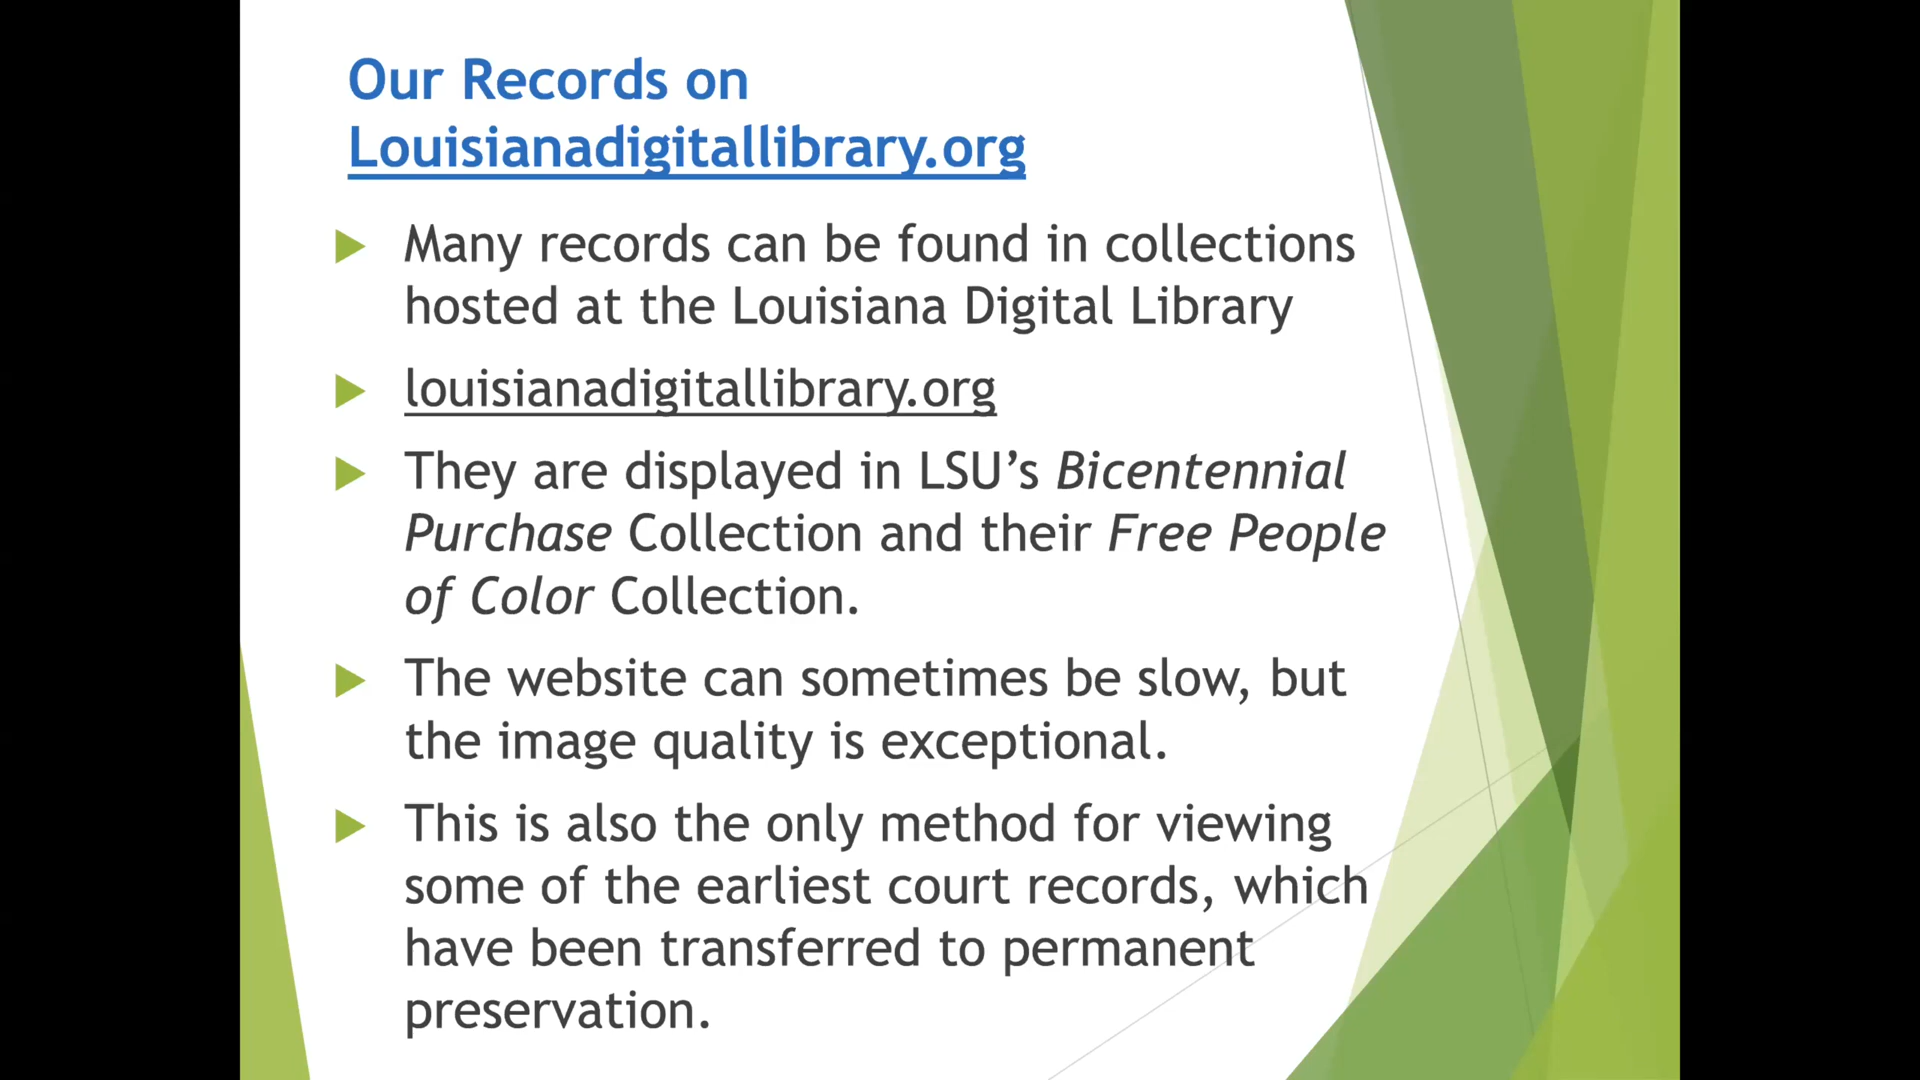 Our Records on
Louisianadigitallibrary.org
Many records can be found in collections
hosted at the Louisiana Digital Library
louisianadigitallibrary.org
They are displayed in LSU’s Bicentennial
Purchase Collection and their Free People
of Color Collection.
The website can sometimes be slow, but
the image quality is exceptional.
This is also the only method for viewing
some of the earliest court records, which
have been transferred to permanent
preservation.